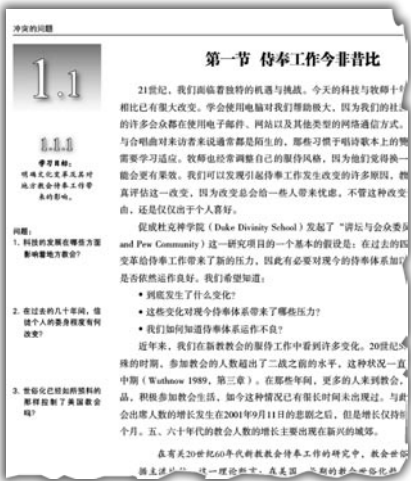 冲突的问题
第一节 待奉工作今非昔比
1.1
1.1.1
学习目标：
明确文化变革及其对
地方教会侍奉工作带
来的影响。
问题：
1. 科技的发展在哪些方面
影响着地方教会？
2. 在过去的几十年间，信
徒个人的委身程度有何
改变？
3. 世俗化已经如所预料的
那样控制了美国教会
吗？
21世纪，我们面临着独特的机遇与挑战。今天的科技与牧师十年
相比已有很大改变。学会使用电脑对我们帮助极大，因为我们的社
的许多会众都在使用电子邮件、网站以及其他类型的网络通信方式。
与合唱曲对来访者来说通常都是陌生的，那些习惯于唱诗歌本上的赞
需要学习适应。牧师也经常调整自己的服侍风格，因为他们觉得换一
能会更有果效。我们可以发现引起侍奉工作发生改变的许多原因，教
真评估这一改变，因为改变总会给一些人带来忧虑，不管这种改变
由，还是仅仅出于个人喜好。
促成杜克神学院（Duke Divinity School）发起了“讲坛与会众委员
and Pew Community）这一研究项目的一个基本的假设是：在过去的四
变革给侍奉工作带来了新的压力，因此有必要对现今的侍奉体系加以
是否依然运作良好。我们希望知道：
• 到底发生了什么变化？
• 这些变化对现今侍奉体系带来了哪些压力？
• 我们如何知道侍奉体系运作不良？
近年来，我们在新教教会的服侍工作中看到许多变化。20世纪5
殊的时期，参加教会的人数超出了二战之前的水平，这种状况一直
中期（Wuthnow 1989，第三章）。在那些年间，更多的人来到教会，
品，积极参加教会生活，如今这种情况已有很长时间未出现过。与此
会出席人数的增长发生在2001年9月11日的悲剧之后，但是增长仅持续
个月。五、六十年代的教会人数的增长主要出现在新兴的城郊。
在有关20世纪60年代新教教会侍奉工作的研究中，教会世俗